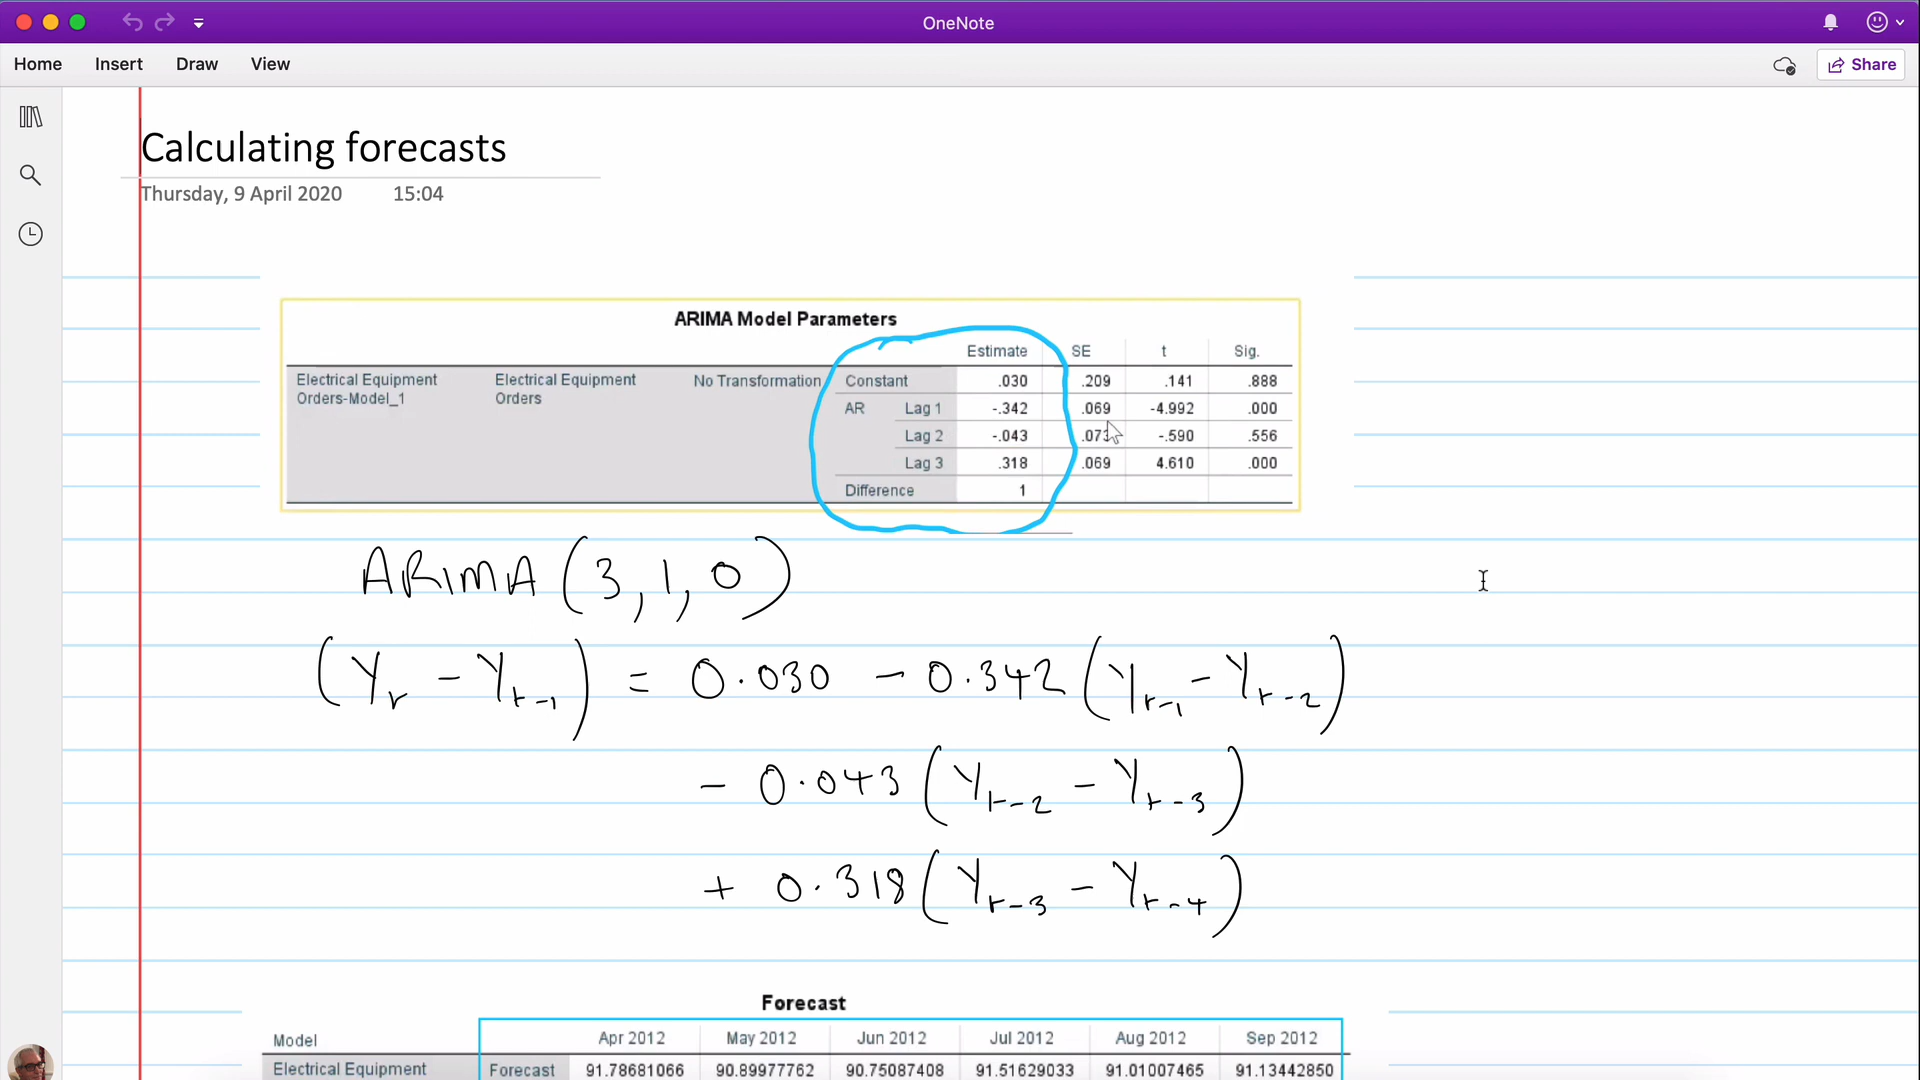 OneNote
Home Insert Draw View Share
Calculating forecasts
Thursday, 9 April 2020 15:04
ARIMA Model Parameters
Estimate SE t Sig.
Electrical Equipment Orders-Model_1 Electrical Equipment Orders No Transformation Constant .030 .209 .141 .888
AR Lag 1 -.342 .069 -4.992 .000
Lag 2 -.043 .073 -.590 .556
Lag 3 .318 .069 4.610 .000
Difference 1
ARIMA (3, 1, 0)
(Y_t - Y_t-1) = 0.030 - 0.342 (Y_t-1 - Y_t-2)
- 0.043 (Y_t-2 - Y_t-3)
+ 0.318 (Y_t-3 - Y_t-4)
Forecast
Model Apr 2012 May 2012 Jun 2012 Jul 2012 Aug 2012 Sep 2012
Electrical Equipment Forecast 91.78681066 90.89977762 90.75087408 91.51629033 91.01007465 91.13442850